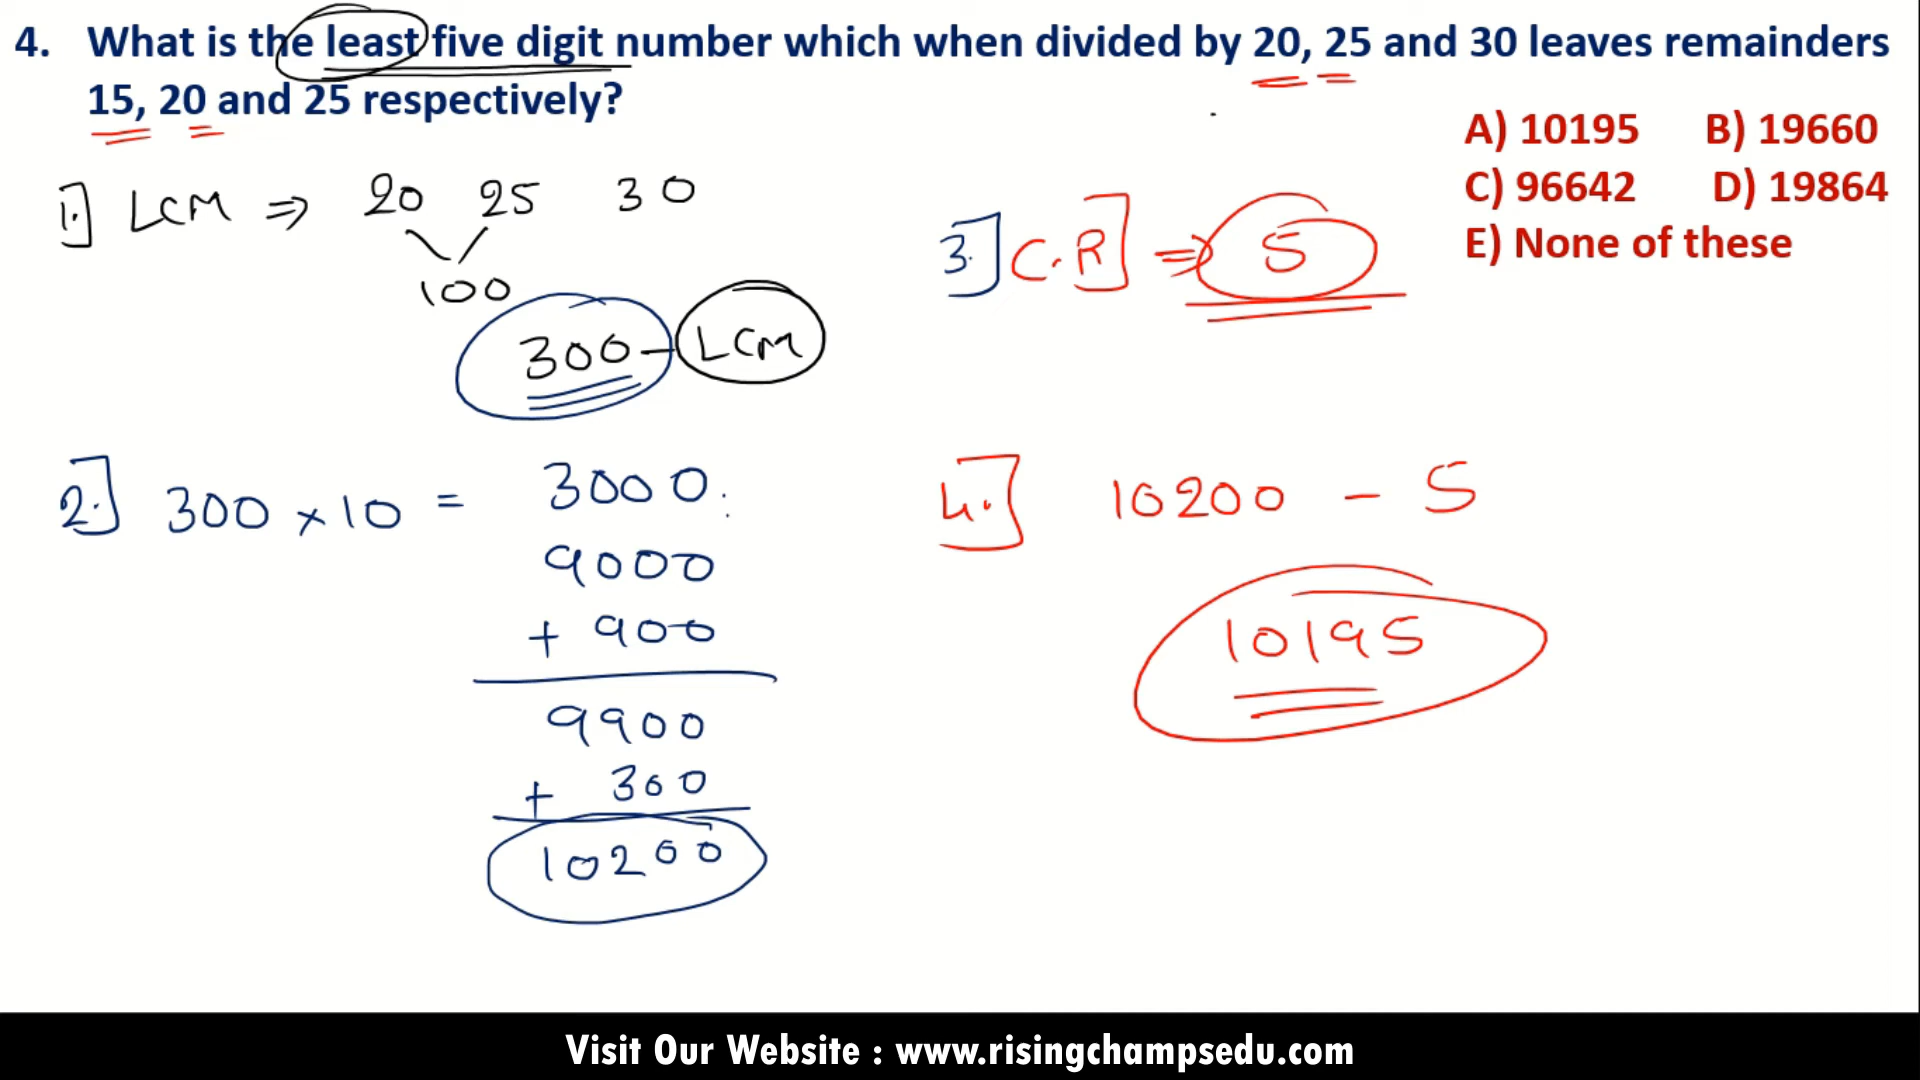 4. What is the least five digit number which when divided by 20, 25 and 30 leaves remainders
15, 20 and 25 respectively?
A) 10195 B) 19660
C) 96642 D) 19864
E) None of these
1.] LCM ⇒ 20 25 30
100
300 - LCM
2.] 300 × 10 = 3000
9000
+ 900
9900
+ 300
10200
3.] C.R] ⇒ 5
4.] 10200 - 5
10195
Visit Our Website : www.risingchampsedu.com